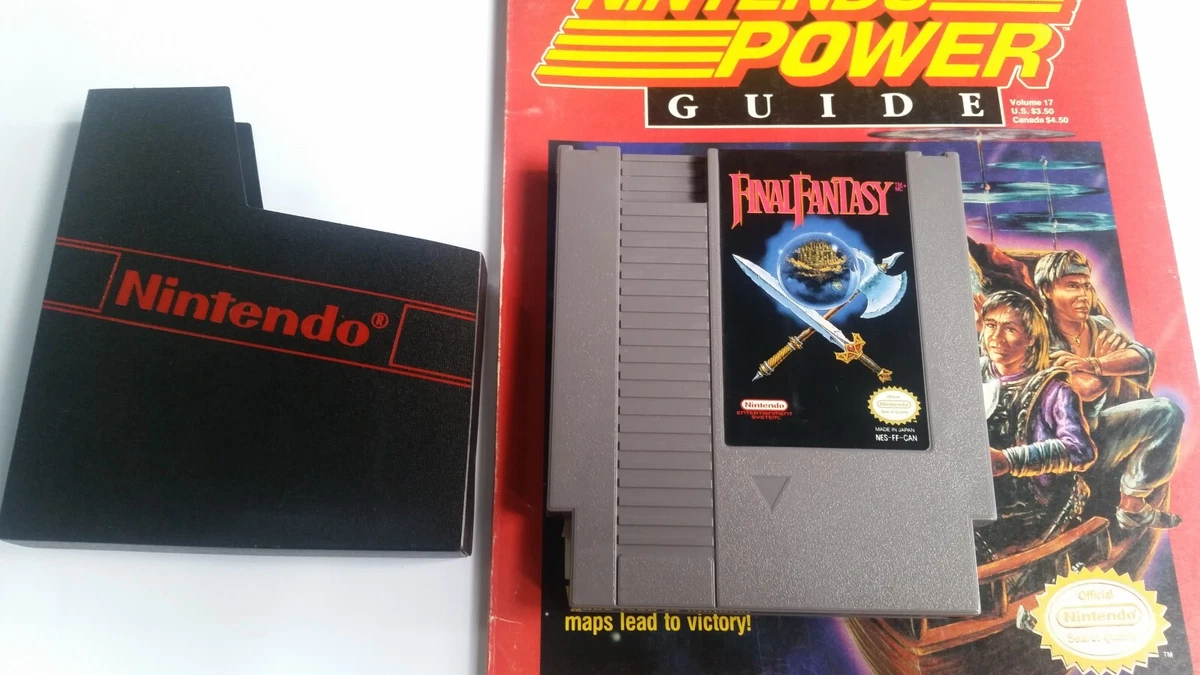 Nintendo®
NINTENDO
POWER
GUIDE
Volume 17
U.S. $3.50
Canada $4.50
FINAL FANTASY
Nintendo
ENTERTAINMENT
SYSTEM
Official
Nintendo
Seal of Quality
MADE IN JAPAN
NES-FF-CAN
maps lead to victory!
Official
Nintendo
Seal of Quality
TM